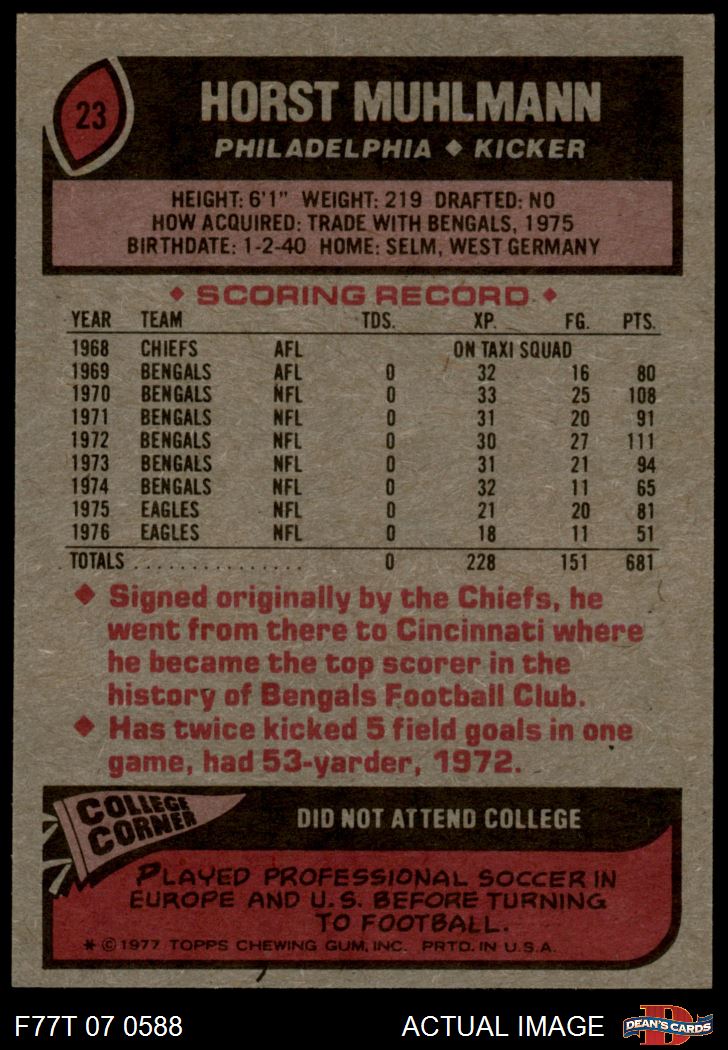 23
HORST MUHLMANN
PHILADELPHIA ♦ KICKER
HEIGHT: 6'1" WEIGHT: 219 DRAFTED: NO
HOW ACQUIRED: TRADE WITH BENGALS, 1975
BIRTHDATE: 1-2-40 HOME: SELM, WEST GERMANY
♦ SCORING RECORD ♦
YEAR TEAM TDS. XP. FG. PTS.
1968 CHIEFS AFL ON TAXI SQUAD
1969 BENGALS AFL 0 32 16 80
1970 BENGALS NFL 0 33 25 108
1971 BENGALS NFL 0 31 20 91
1972 BENGALS NFL 0 30 27 111
1973 BENGALS NFL 0 31 21 94
1974 BENGALS NFL 0 32 11 65
1975 EAGLES NFL 0 21 20 81
1976 EAGLES NFL 0 18 11 51
TOTALS ................ 0 228 151 681
♦ Signed originally by the Chiefs, he
went from there to Cincinnati where
he became the top scorer in the
history of Bengals Football Club.
♦ Has twice kicked 5 field goals in one
game, had 53-yarder, 1972.
COLLEGE
CORNER
DID NOT ATTEND COLLEGE
PLAYED PROFESSIONAL SOCCER IN
EUROPE AND U.S. BEFORE TURNING
TO FOOTBALL.
* © 1977 TOPPS CHEWING GUM, INC. PRTD. IN U.S.A.
F77T 07 0588 ACTUAL IMAGE
D
DEAN'S CARDS